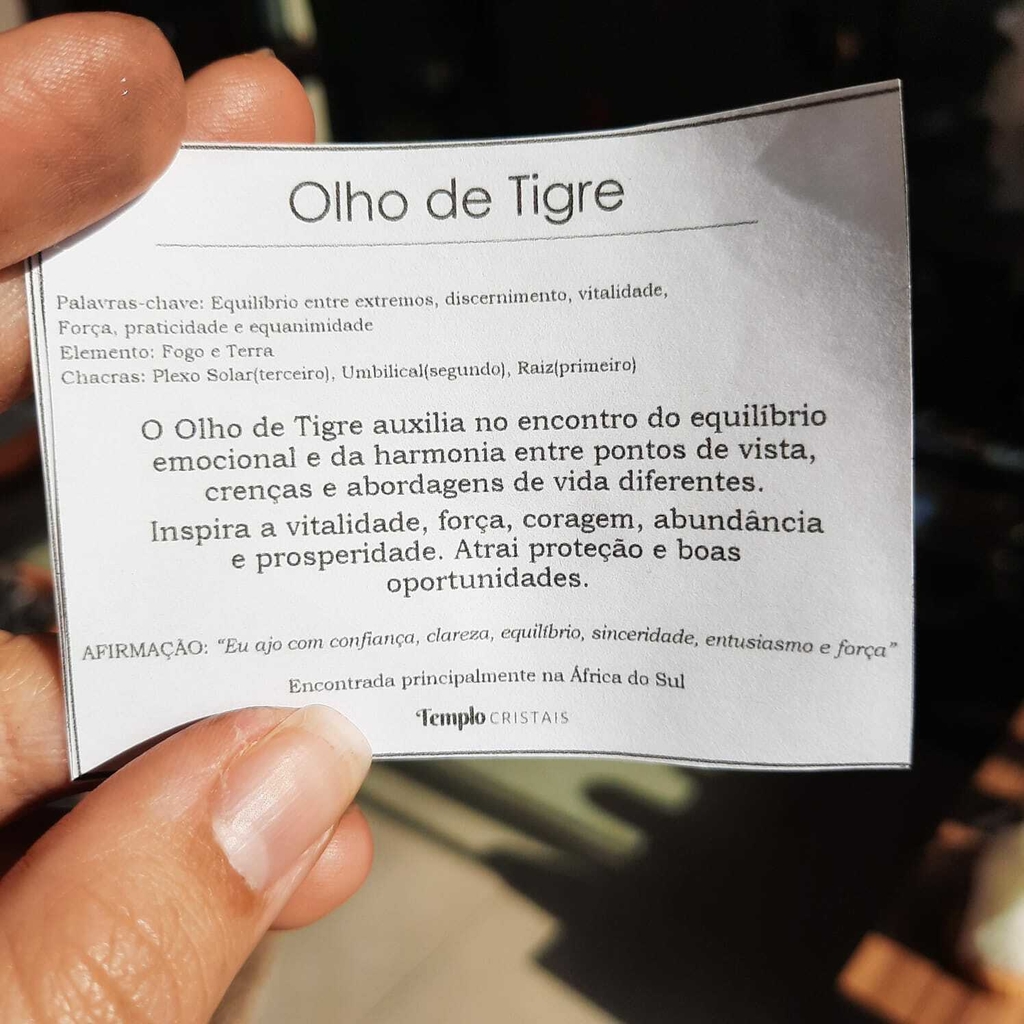 Olho de Tigre
Palavras-chave: Equilíbrio entre extremos, discernimento, vitalidade,
Força, praticidade e equanimidade
Elemento: Fogo e Terra
Chacras: Plexo Solar(terceiro), Umbilical(segundo), Raiz(primeiro)
O Olho de Tigre auxilia no encontro do equilíbrio
emocional e da harmonia entre pontos de vista,
crenças e abordagens de vida diferentes.
Inspira a vitalidade, força, coragem, abundância
e prosperidade. Atrai proteção e boas
oportunidades.
AFIRMAÇÃO: “Eu ajo com confiança, clareza, equilíbrio, sinceridade, entusiasmo e força”
Encontrada principalmente na África do Sul
Templo CRISTAIS